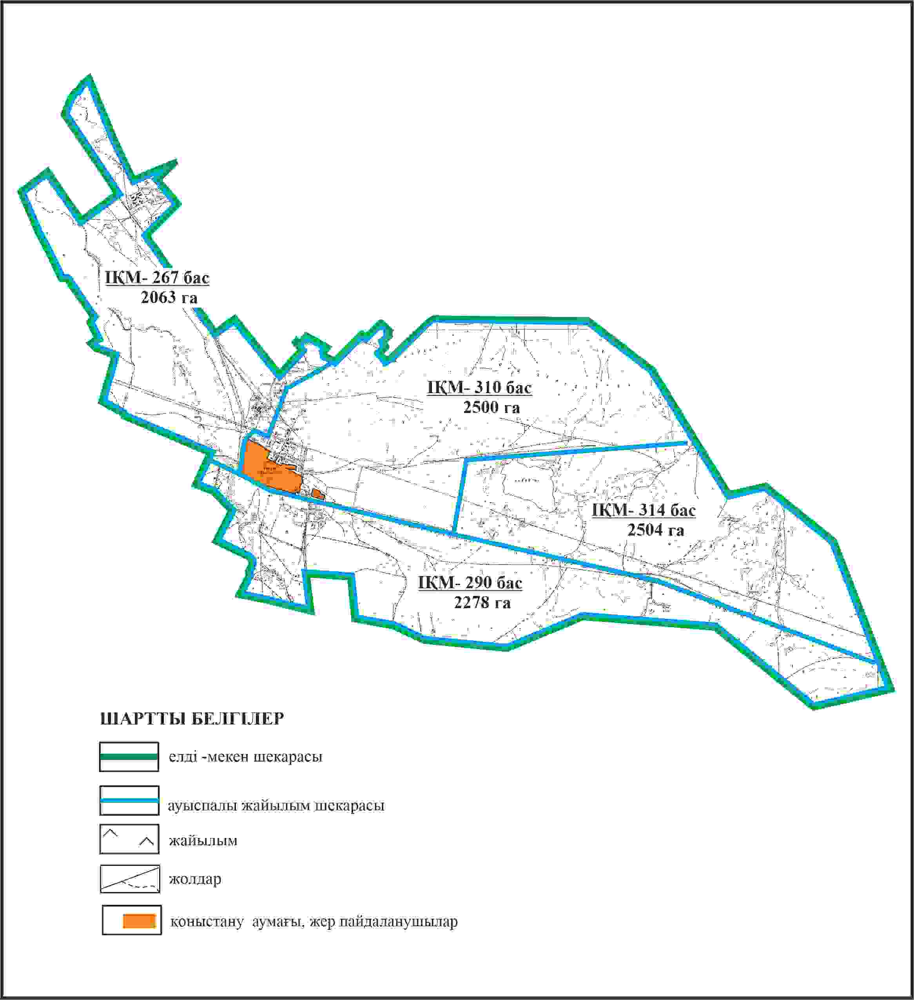 ІҚМ- 267 бас
2063 га
ІҚМ- 310 бас
2500 га
ІҚМ- 314 бас
2504 га
ІҚМ- 290 бас
2278 га
ШАРТТЫ БЕЛГІЛЕР
елді -мекен шекарасы
ауыспалы жайылым шекарасы
жайылым
жолдар
қоныстану аумағы, жер пайдаланушылар